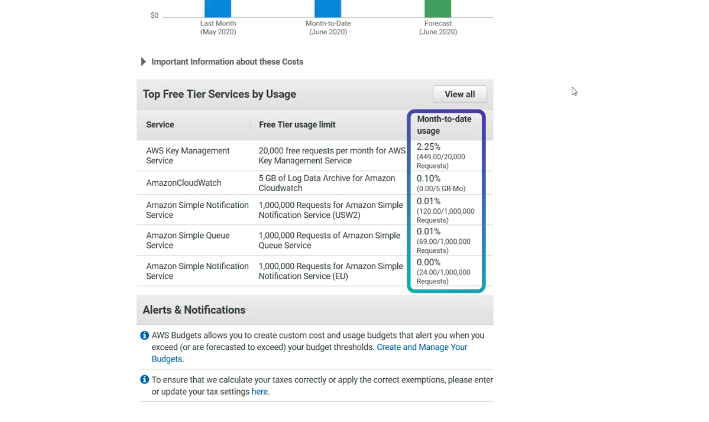 $0
Last Month
(May 2020)
Month-to-Date
(June 2020)
Forecast
(June 2020)
Important Information about these Costs
Top Free Tier Services by Usage
View all
Service
Free Tier usage limit
Month-to-date
usage
AWS Key Management
Service
20,000 free requests per month for AWS
Key Management Service
2.25%
(449.00/20,000
Requests)
AmazonCloudWatch
5 GB of Log Data Archive for Amazon
Cloudwatch
0.10%
(0.00/5 GB-Mo)
Amazon Simple Notification
Service
1,000,000 Requests for Amazon Simple
Notification Service (USW2)
0.01%
(120.00/1,000,000
Requests)
Amazon Simple Queue
Service
1,000,000 Requests of Amazon Simple
Queue Service
0.01%
(69.00/1,000,000
Requests)
Amazon Simple Notification
Service
1,000,000 Requests for Amazon Simple
Notification Service (EU)
0.00%
(24.00/1,000,000
Requests)
Alerts & Notifications
AWS Budgets allows you to create custom cost and usage budgets that alert you when you
exceed (or are forecasted to exceed) your budget thresholds. Create and Manage Your
Budgets.
To ensure that we calculate your taxes correctly or apply the correct exemptions, please enter
or update your tax settings here.